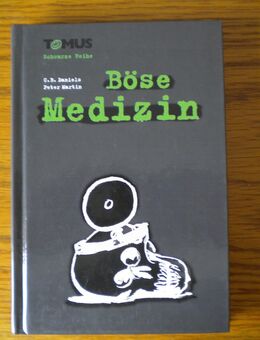 TOMUS
Schwarze Reihe
C.B. Daniels
Peter Martin
Böse
Medizin